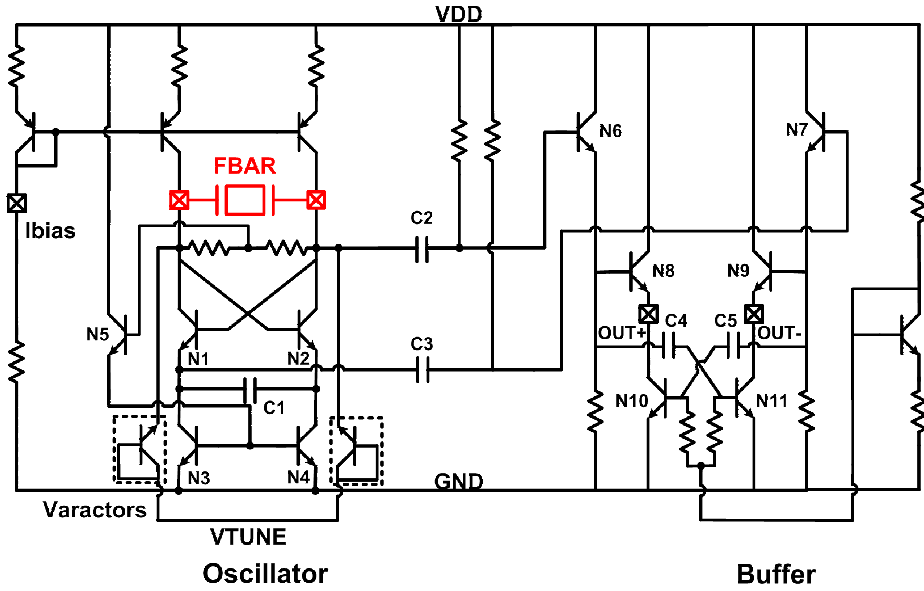 VDD
N6
N7
FBAR
Ibias
C2
N8
N9
N5
OUT+
C4
C5
OUT-
N1
N2
C3
C1
N10
N11
N3
N4
GND
Varactors
VTUNE
Oscillator
Buffer